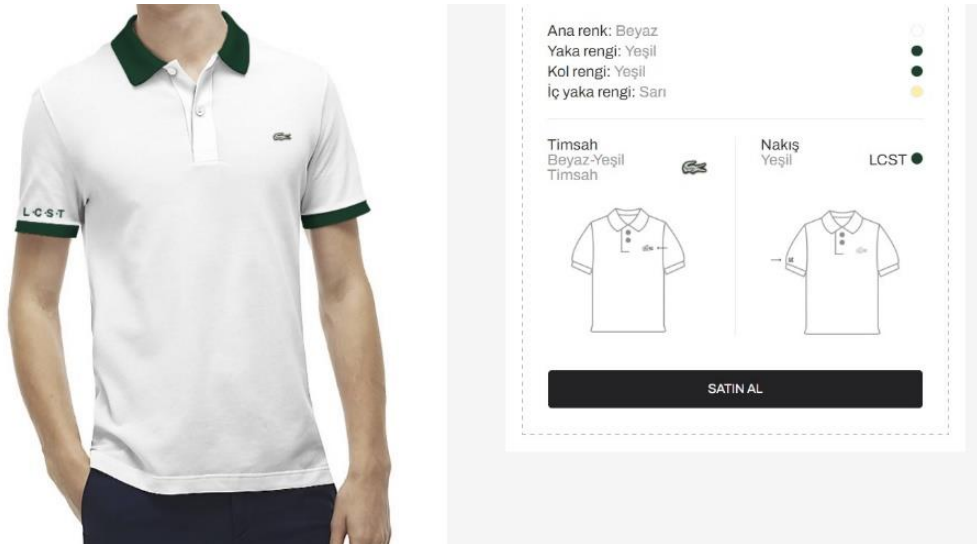 L·C·S·T
Ana renk: Beyaz
Yaka rengi: Yeşil
Kol rengi: Yeşil
İç yaka rengi: Sarı
Timsah
Beyaz-Yeşil
Timsah
Nakış
Yeşil
LCST
SATIN AL